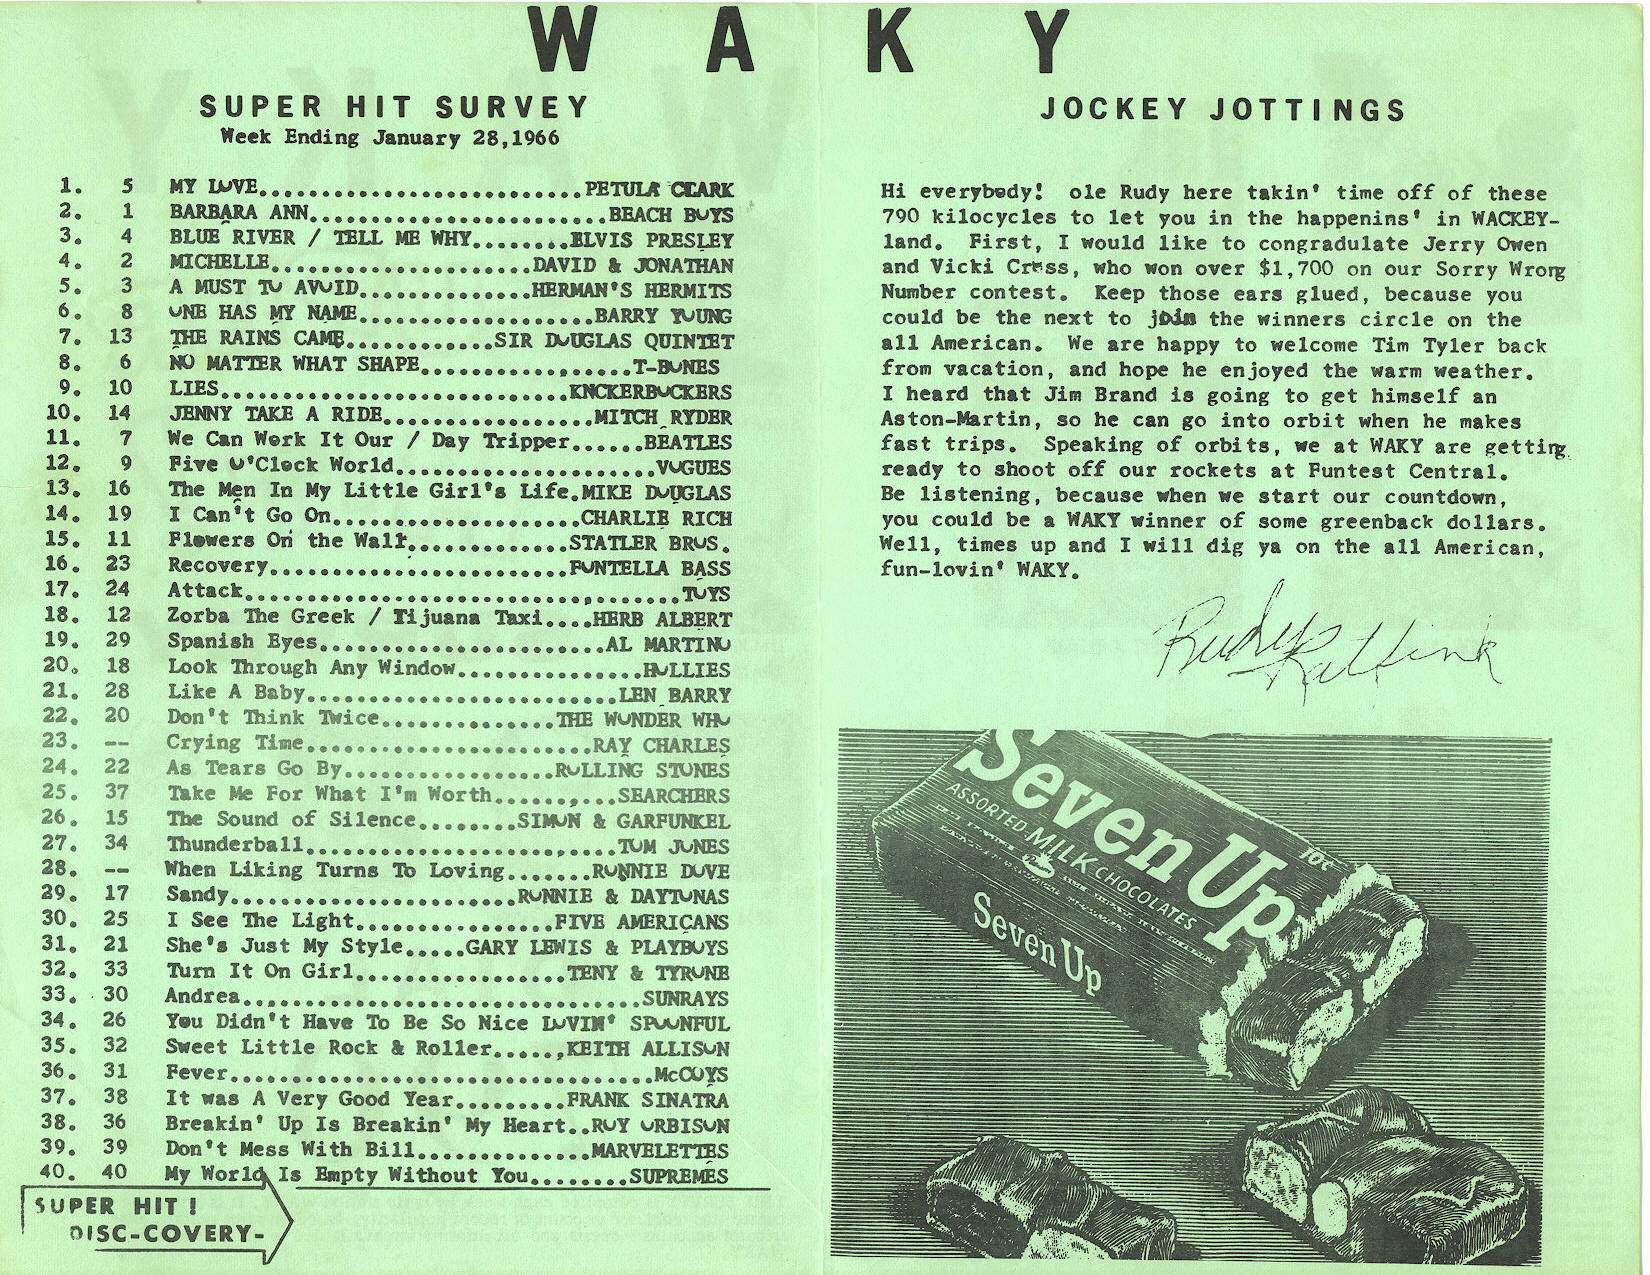 WAKY
SUPER HIT SURVEY
Week Ending January 28,1966
1. 5 MY LOVE..........................PETULA CLARK
2. 1 BARBARA ANN........................BEACH BOYS
3. 4 BLUE RIVER / TELL ME WHY........ELVIS PRESLEY
4. 2 MICHELLE.....................DAVID & JONATHAN
5. 3 A MUST TO AVOID..............HERMAN'S HERMITS
6. 8 ONE HAS MY NAME...................BARRY YOUNG
7. 13 THE RAINS CAME............SIR DOUGLAS QUINTET
8. 6 NO MATTER WHAT SHAPE.................T-BONES
9. 10 LIES............................KNCKERBOCKERS
10. 14 JENNY TAKE A RIDE.................MITCH RYDER
11. 7 We Can Work It Our / Day Tripper......BEATLES
12. 9 Five O'Clock World.....................VOGUES
13. 16 The Men In My Little Girl's Life.MIKE DOUGLAS
14. 19 I Can't Go On....................CHARLIE RICH
15. 11 Flowers On the Wall.............STATLER BROS.
16. 23 Recovery........................FONTELLA BASS
17. 24 Attack...................................TOYS
18. 12 Zorba The Greek / Tijuana Taxi....HERB ALBERT
19. 29 Spanish Eyes.......................AL MARTINO
20. 18 Look Through Any Window...............HOLLIES
21. 28 Like A Baby.........................LEN BARRY
22. 20 Don't Think Twice..............THE WONDER WHO
23. -- Crying Time.......................RAY CHARLES
24. 22 As Tears Go By.................ROLLING STONES
25. 37 Take Me For What I'm Worth..........SEARCHERS
26. 15 The Sound of Silence........SIMON & GARFUNKEL
27. 34 Thunderball.........................TOM JONES
28. -- When Liking Turns To Loving.......RONNIE DOVE
29. 17 Sandy.......................RONNIE & DAYTONAS
30. 25 I See The Light................FIVE AMERICANS
31. 21 She's Just My Style.....GARY LEWIS & PLAYBOYS
32. 33 Turn It On Girl.................TENY & TYRONE
33. 30 Andrea................................SUNRAYS
34. 26 You Didn't Have To Be So Nice LOVIN' SPOONFUL
35. 32 Sweet Little Rock & Roller......KEITH ALLISON
36. 31 Fever..................................McCOYS
37. 38 It was A Very Good Year.........FRANK SINATRA
38. 36 Breakin' Up Is Breakin' My Heart..ROY ORBISON
39. 39 Don't Mess With Bill..............MARVELETTES
40. 40 My World Is Empty Without You........SUPREMES
SUPER HIT!
DISC-COVERY-
JOCKEY JOTTINGS
Hi everybody! ole Rudy here takin' time off of these
790 kilocycles to let you in the happenins' in WACKEY-
land. First, I would like to congradulate Jerry Owen
and Vicki Cross, who won over $1,700 on our Sorry Wrong
Number contest. Keep those ears glued, because you
could be the next to join the winners circle on the
all American. We are happy to welcome Tim Tyler back
from vacation, and hope he enjoyed the warm weather.
I heard that Jim Brand is going to get himself an
Aston-Martin, so he can go into orbit when he makes
fast trips. Speaking of orbits, we at WAKY are getting
ready to shoot off our rockets at Funtest Central.
Be listening, because when we start our countdown,
you could be a WAKY winner of some greenback dollars.
Well, times up and I will dig ya on the all American,
fun-lovin' WAKY.
Rudy
Seven Up
10¢
ASSORTED MILK CHOCOLATES
Seven Up